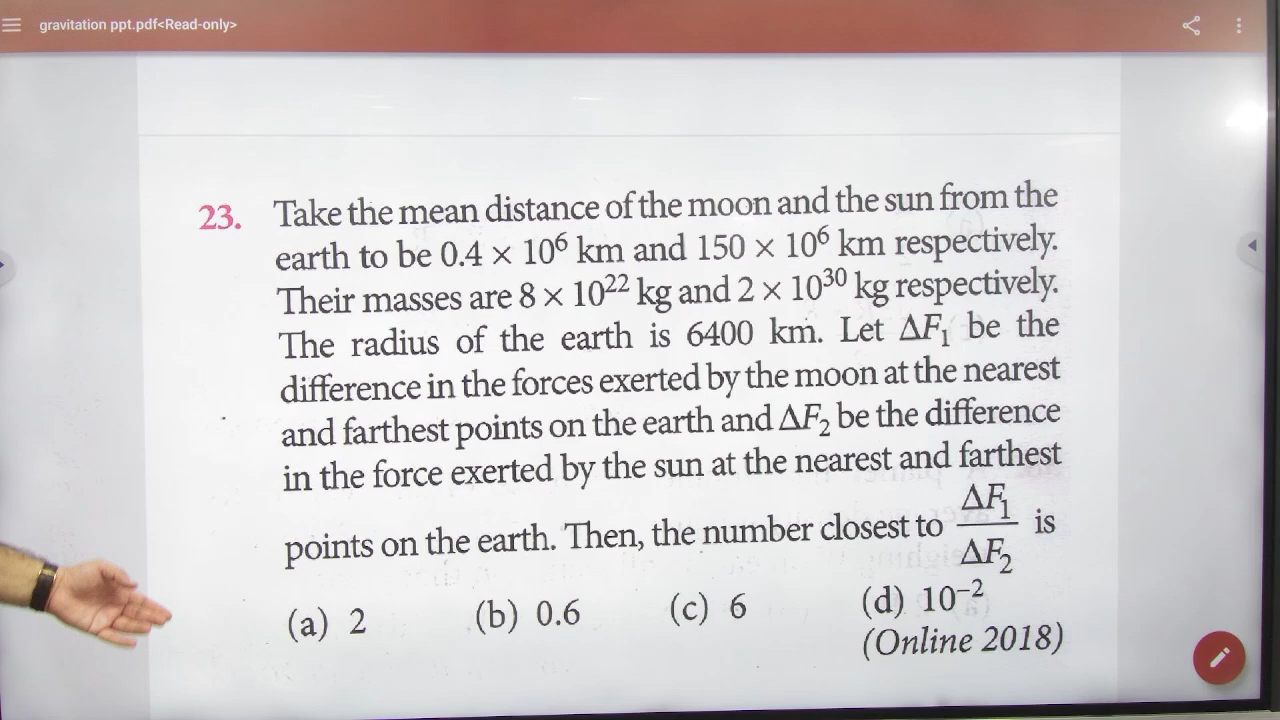 gravitation ppt.pdf<Read-only>
23. Take the mean distance of the moon and the sun from the
earth to be 0.4 × 10⁶ km and 150 × 10⁶ km respectively.
Their masses are 8 × 10²² kg and 2 × 10³⁰ kg respectively.
The radius of the earth is 6400 km. Let ΔF₁ be the
difference in the forces exerted by the moon at the nearest
and farthest points on the earth and ΔF₂ be the difference
in the force exerted by the sun at the nearest and farthest
points on the earth. Then, the number closest to ΔF₁/ΔF₂ is
(a) 2 (b) 0.6 (c) 6 (d) 10⁻²
(Online 2018)